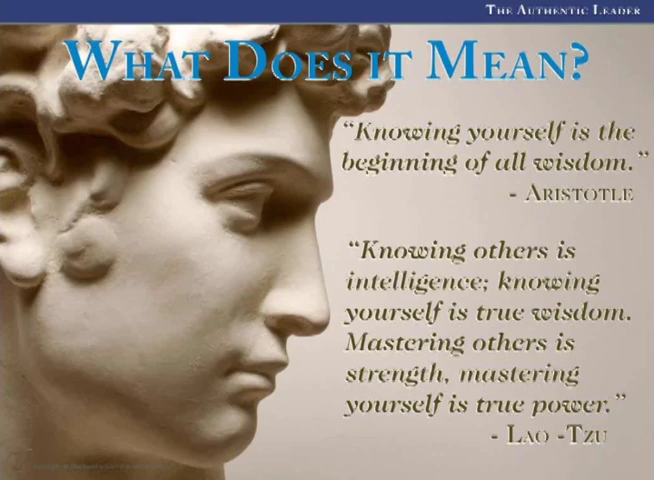 THE AUTHENTIC LEADER
WHAT DOES IT MEAN?
“Knowing yourself is the
beginning of all wisdom.”
- ARISTOTLE
“Knowing others is
intelligence; knowing
yourself is true wisdom.
Mastering others is
strength, mastering
yourself is true power.”
- LAO -TZU